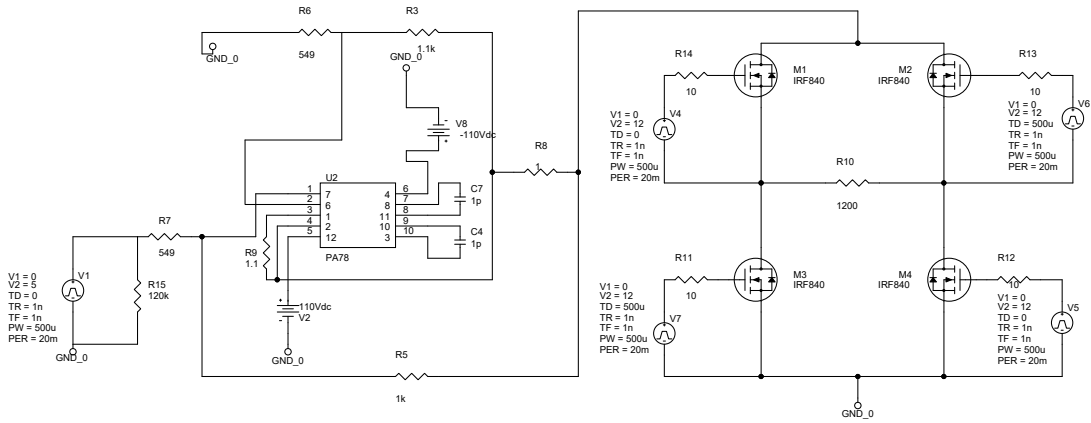 R6
549
GND_0
R3
1.1k
GND_0
V8
-110Vdc
-
+
R8
1
U2
1
2
3
4
5
7
6
1
2
12
4
8
11
10
3
6
7
8
9
10
PA78
C7
1p
C4
1p
R9
1.1
R7
549
V1
V1 = 0
V2 = 5
TD = 0
TR = 1n
TF = 1n
PW = 500u
PER = 20m
GND_0
R15
120k
+
-
110Vdc
V2
GND_0
R5
1k
R14
10
M1
IRF840
M2
IRF840
R13
10
V4
V1 = 0
V2 = 12
TD = 0
TR = 1n
TF = 1n
PW = 500u
PER = 20m
V6
V1 = 0
V2 = 12
TD = 500u
TR = 1n
TF = 1n
PW = 500u
PER = 20m
R10
1200
R11
10
M3
IRF840
M4
IRF840
R12
10
V7
V1 = 0
V2 = 12
TD = 500u
TR = 1n
TF = 1n
PW = 500u
PER = 20m
V5
V1 = 0
V2 = 12
TD = 0
TR = 1n
TF = 1n
PW = 500u
PER = 20m
GND_0